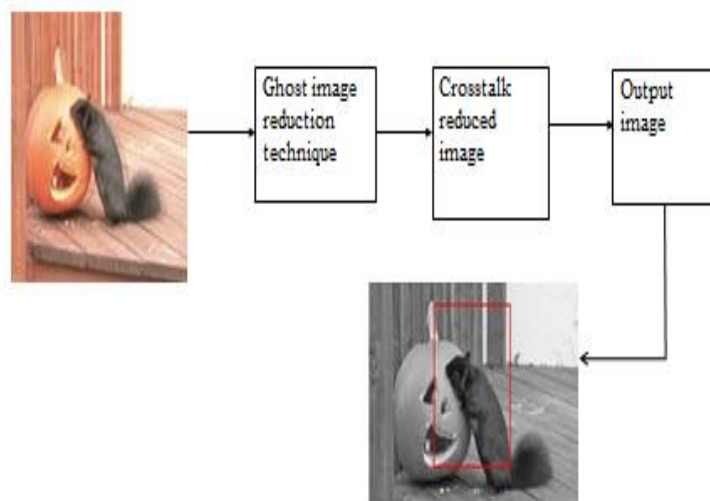 Ghost image
reduction
technique
Crosstalk
reduced
image
Output
image